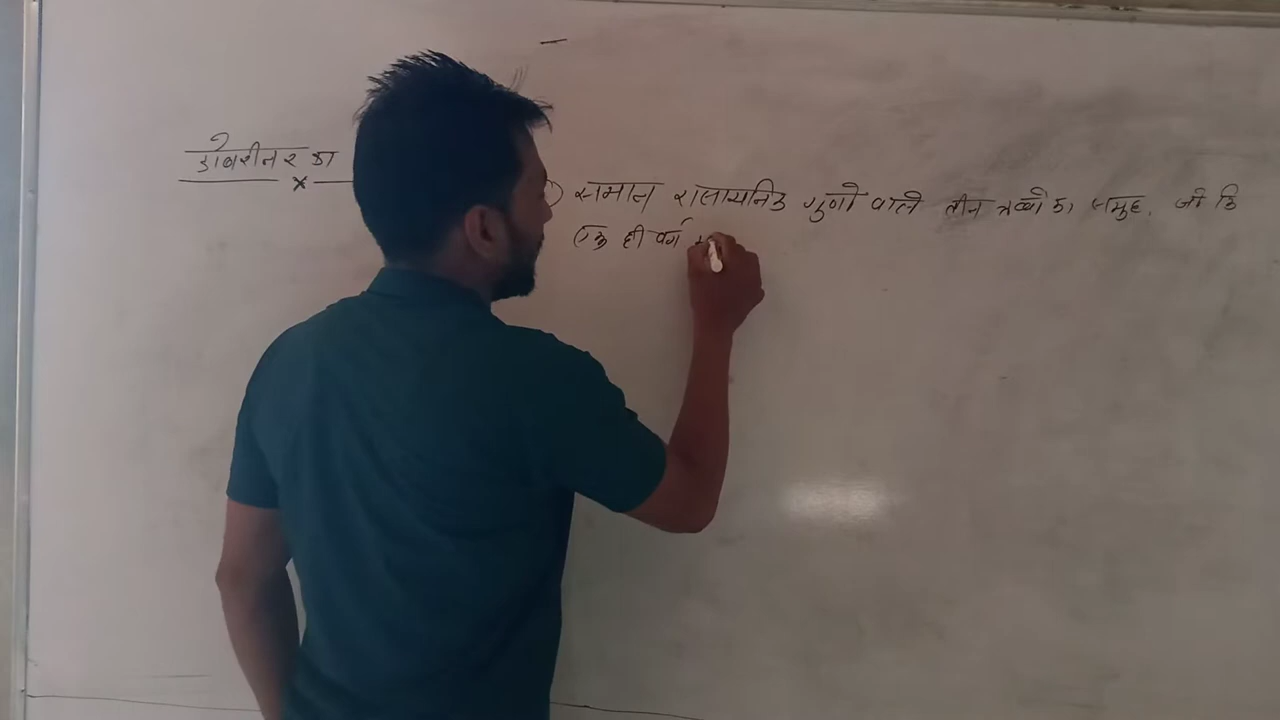 डोबरीनर का
समान रासायनिक गुणो वाले तीन तत्वो का समुह, जो कि
एक ही वर्ग